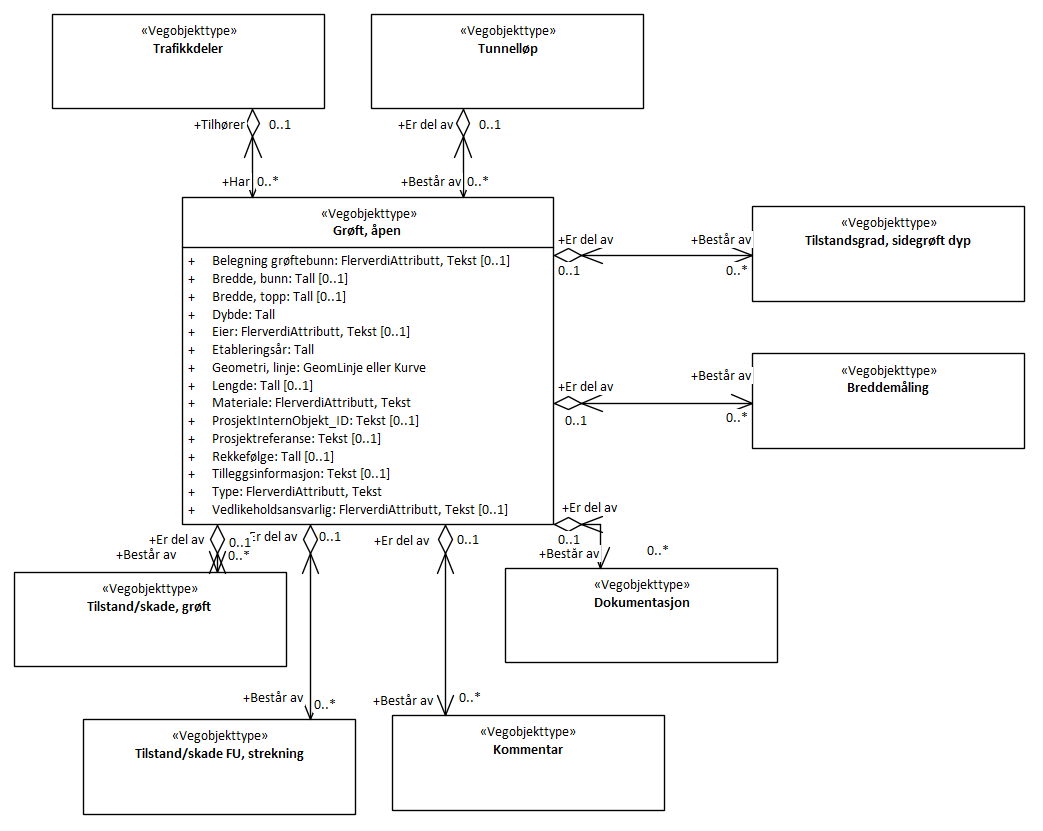 «Vegobjekttype»
Trafikkdeler
«Vegobjekttype»
Tunnelløp
+Tilhører
0..1
+Er del av
0..1
+Har
0..*
+Består av
0..*
«Vegobjekttype»
Grøft, åpen
+ Belegning grøftebunn: FlerverdiAttributt, Tekst [0..1]
+ Bredde, bunn: Tall [0..1]
+ Bredde, topp: Tall [0..1]
+ Dybde: Tall
+ Eier: FlerverdiAttributt, Tekst [0..1]
+ Etableringsår: Tall
+ Geometri, linje: GeomLinje eller Kurve
+ Lengde: Tall [0..1]
+ Materiale: FlerverdiAttributt, Tekst
+ ProsjektInternObjekt_ID: Tekst [0..1]
+ Prosjektreferanse: Tekst [0..1]
+ Rekkefølge: Tall [0..1]
+ Tilleggsinformasjon: Tekst [0..1]
+ Type: FlerverdiAttributt, Tekst
+ Vedlikeholdsansvarlig: FlerverdiAttributt, Tekst [0..1]
+Er del av
0..1
+Består av
0..*
«Vegobjekttype»
Tilstandsgrad, sidegrøft dyp
+Er del av
0..1
+Består av
0..*
«Vegobjekttype»
Breddemåling
+Er del av
0..1
+Består av
0..*
«Vegobjekttype»
Dokumentasjon
+Er del av
0..1
+Består av
0..*
«Vegobjekttype»
Tilstand/skade, grøft
Er del av
0..1
+Består av
0..*
«Vegobjekttype»
Tilstand/skade FU, strekning
+Er del av
0..1
+Består av
0..*
«Vegobjekttype»
Kommentar